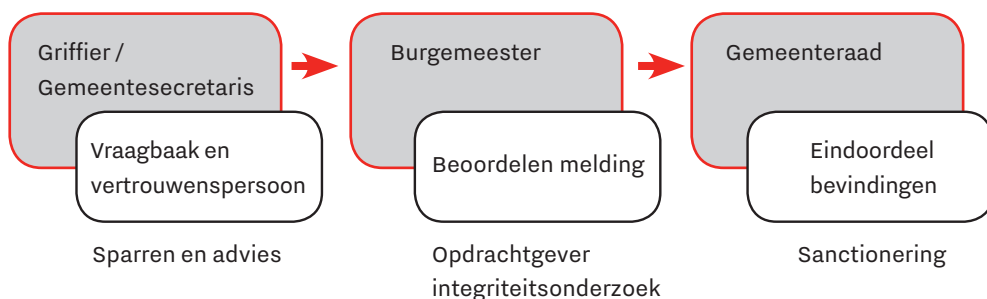 Griffier /
Gemeentesecretaris
Vraagbaak en
vertrouwenspersoon
Sparren en advies
Burgemeester
Beoordelen melding
Opdrachtgever
integriteitsonderzoek
Gemeenteraad
Eindoordeel
bevindingen
Sanctionering